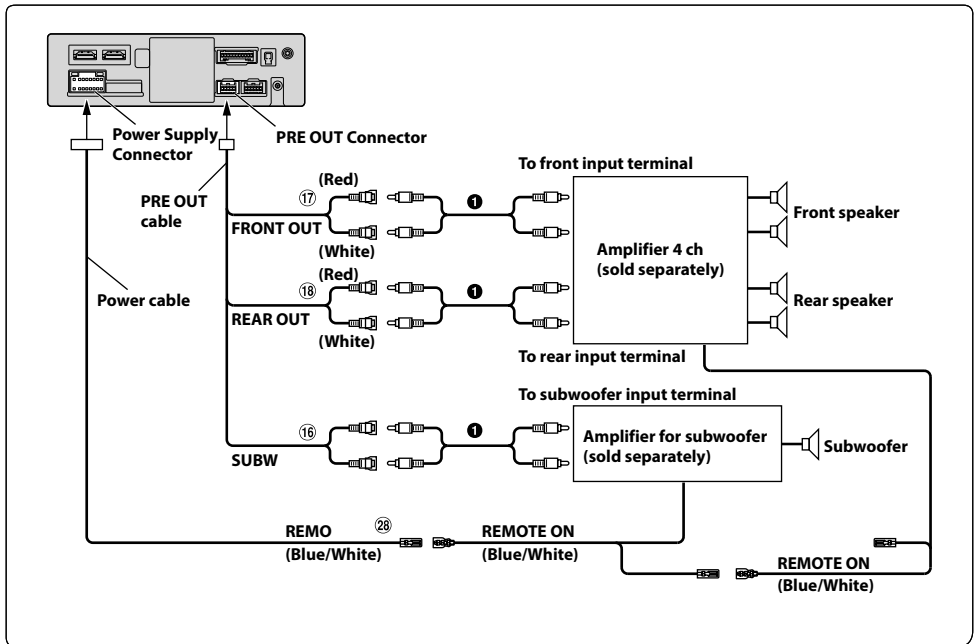 Power Supply
Connector
PRE OUT Connector
PRE OUT
cable
Power cable
⑰
(Red)
FRONT OUT
(White)
❶
To front input terminal
Front speaker
Amplifier 4 ch
(sold separately)
(Red)
⑱
REAR OUT
(White)
❶
Rear speaker
To rear input terminal
To subwoofer input terminal
⑯
SUBW
❶
Amplifier for subwoofer
(sold separately)
Subwoofer
REMO
㉘
(Blue/White)
REMOTE ON
(Blue/White)
REMOTE ON
(Blue/White)